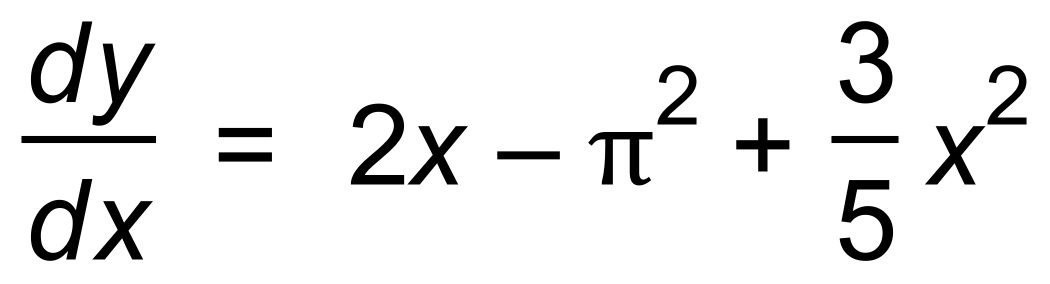 dy/dx = 2x – π² + 3/5 x²